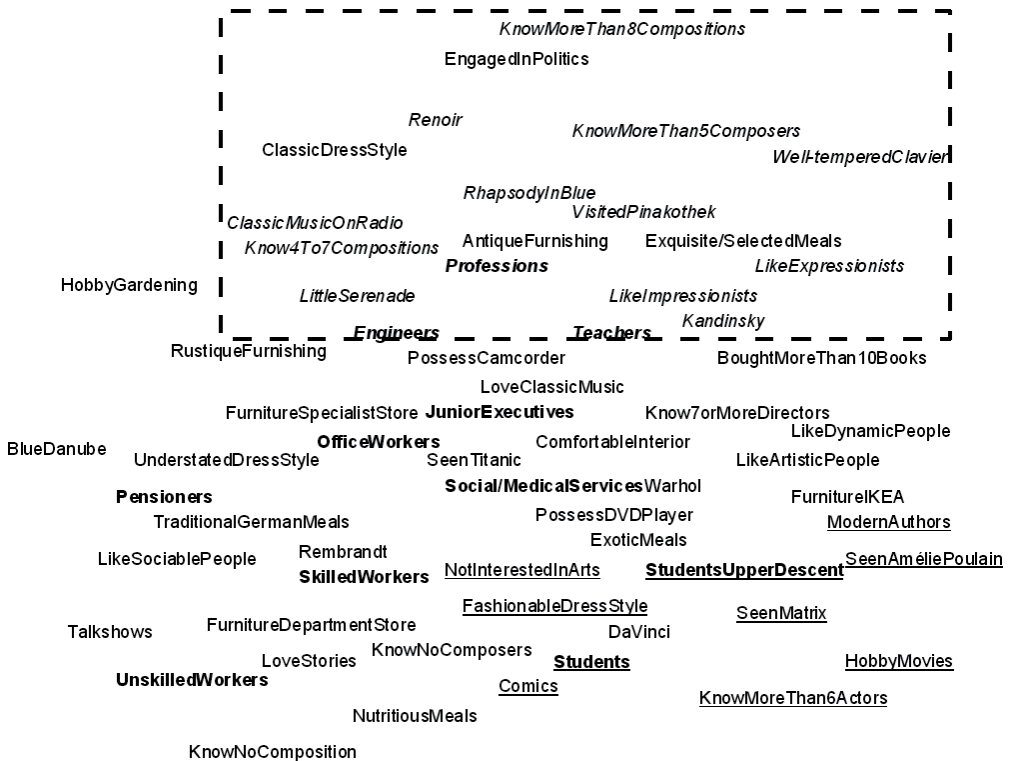 KnowMoreThan8Compositions
EngagedInPolitics
Renoir
KnowMoreThan5Composers
ClassicDressStyle
Well-temperedClavier
RhapsodyInBlue
VisitedPinakothek
ClassicMusicOnRadio
Know4To7Compositions
AntiqueFurnishing
Exquisite/SelectedMeals
Professions
LikeExpressionists
HobbyGardening
LittleSerenade
LikeImpressionists
Kandinsky
Engineers
Teachers
RustiqueFurnishing
PossessCamcorder
BoughtMoreThan10Books
LoveClassicMusic
FurnitureSpecialistStore
JuniorExecutives
Know7orMoreDirectors
LikeDynamicPeople
OfficeWorkers
ComfortableInterior
BlueDanube
UnderstatedDressStyle
SeenTitanic
LikeArtisticPeople
Social/MedicalServices
Warhol
Pensioners
FurnitureIKEA
TraditionalGermanMeals
PossessDVDPlayer
ModernAuthors
ExoticMeals
Rembrandt
LikeSociablePeople
SeenAméliePoulain
SkilledWorkers
NotInterestedInArts
StudentsUpperDescent
FashionableDressStyle
SeenMatrix
FurnitureDepartmentStore
Talkshows
DaVinci
KnowNoComposers
LoveStories
Students
HobbyMovies
UnskilledWorkers
Comics
KnowMoreThan6Actors
NutritiousMeals
KnowNoComposition